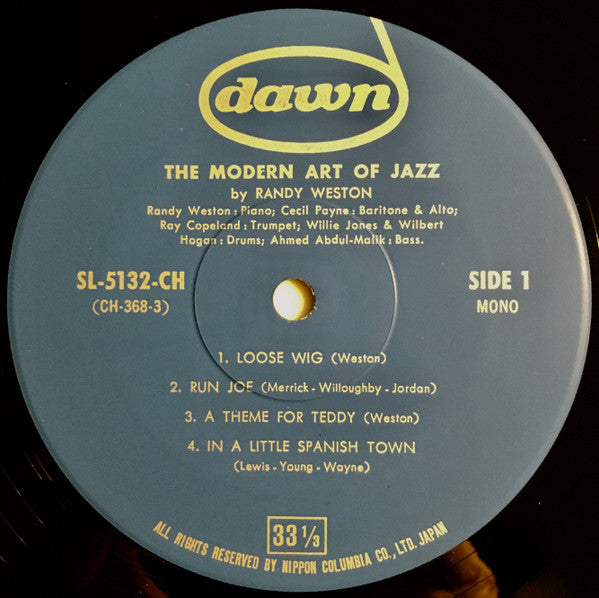 dawn
THE MODERN ART OF JAZZ
by RANDY WESTON
Randy Weston : Piano; Cecil Payne : Baritone & Alto;
Ray Copeland : Trumpet; Willie Jones & Wilbert
Hogan : Drums; Ahmed Abdul-Malik : Bass.
SL-5132-CH
(CH-368-3)
SIDE 1
MONO
1. LOOSE WIG (Weston)
2. RUN JOE (Merrick - Willoughby - Jordan)
3. A THEME FOR TEDDY (Weston)
4. IN A LITTLE SPANISH TOWN
(Lewis - Young - Wayne)
33 1/3
ALL RIGHTS RESERVED BY NIPPON COLUMBIA CO., LTD. JAPAN